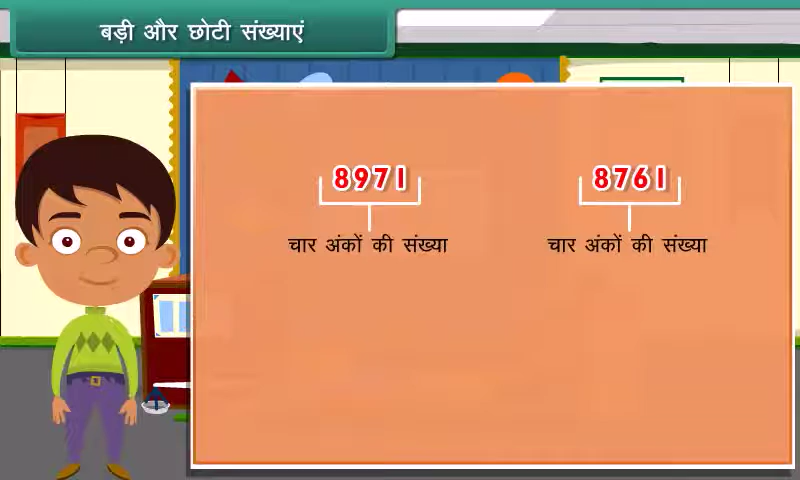 बड़ी और छोटी संख्याएं
8971 8761
चार अंकों की संख्या चार अंकों की संख्या